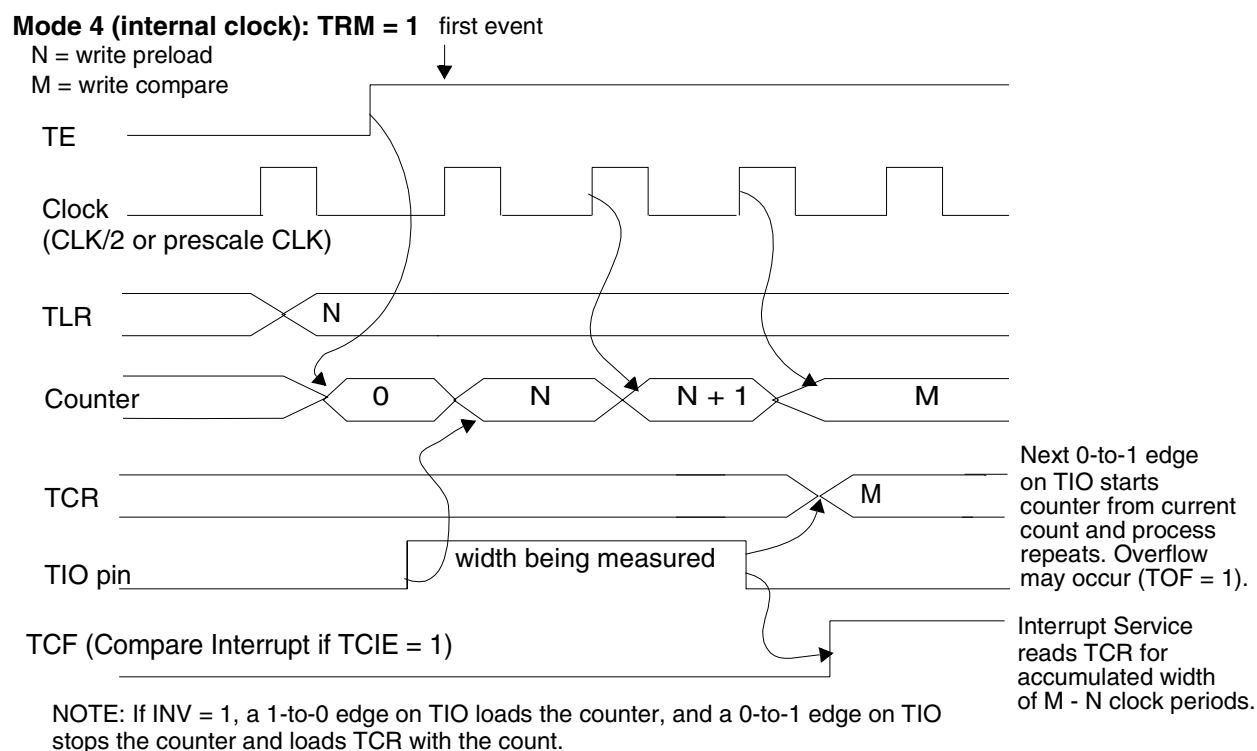 Mode 4 (internal clock): TRM = 1 first event
N = write preload
M = write compare
TE
Clock
(CLK/2 or prescale CLK)
TLR
N
Counter
0
N
N + 1
M
TCR
M
Next 0-to-1 edge
on TIO starts
counter from current
count and process
repeats. Overflow
may occur (TOF = 1).
TIO pin
width being measured
TCF (Compare Interrupt if TCIE = 1)
Interrupt Service
reads TCR for
accumulated width
of M - N clock periods.
NOTE: If INV = 1, a 1-to-0 edge on TIO loads the counter, and a 0-to-1 edge on TIO
stops the counter and loads TCR with the count.